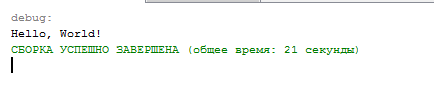 debug:
Hello, World!
СБОРКА УСПЕШНО ЗАВЕРШЕНА (общее время: 21 секунды)